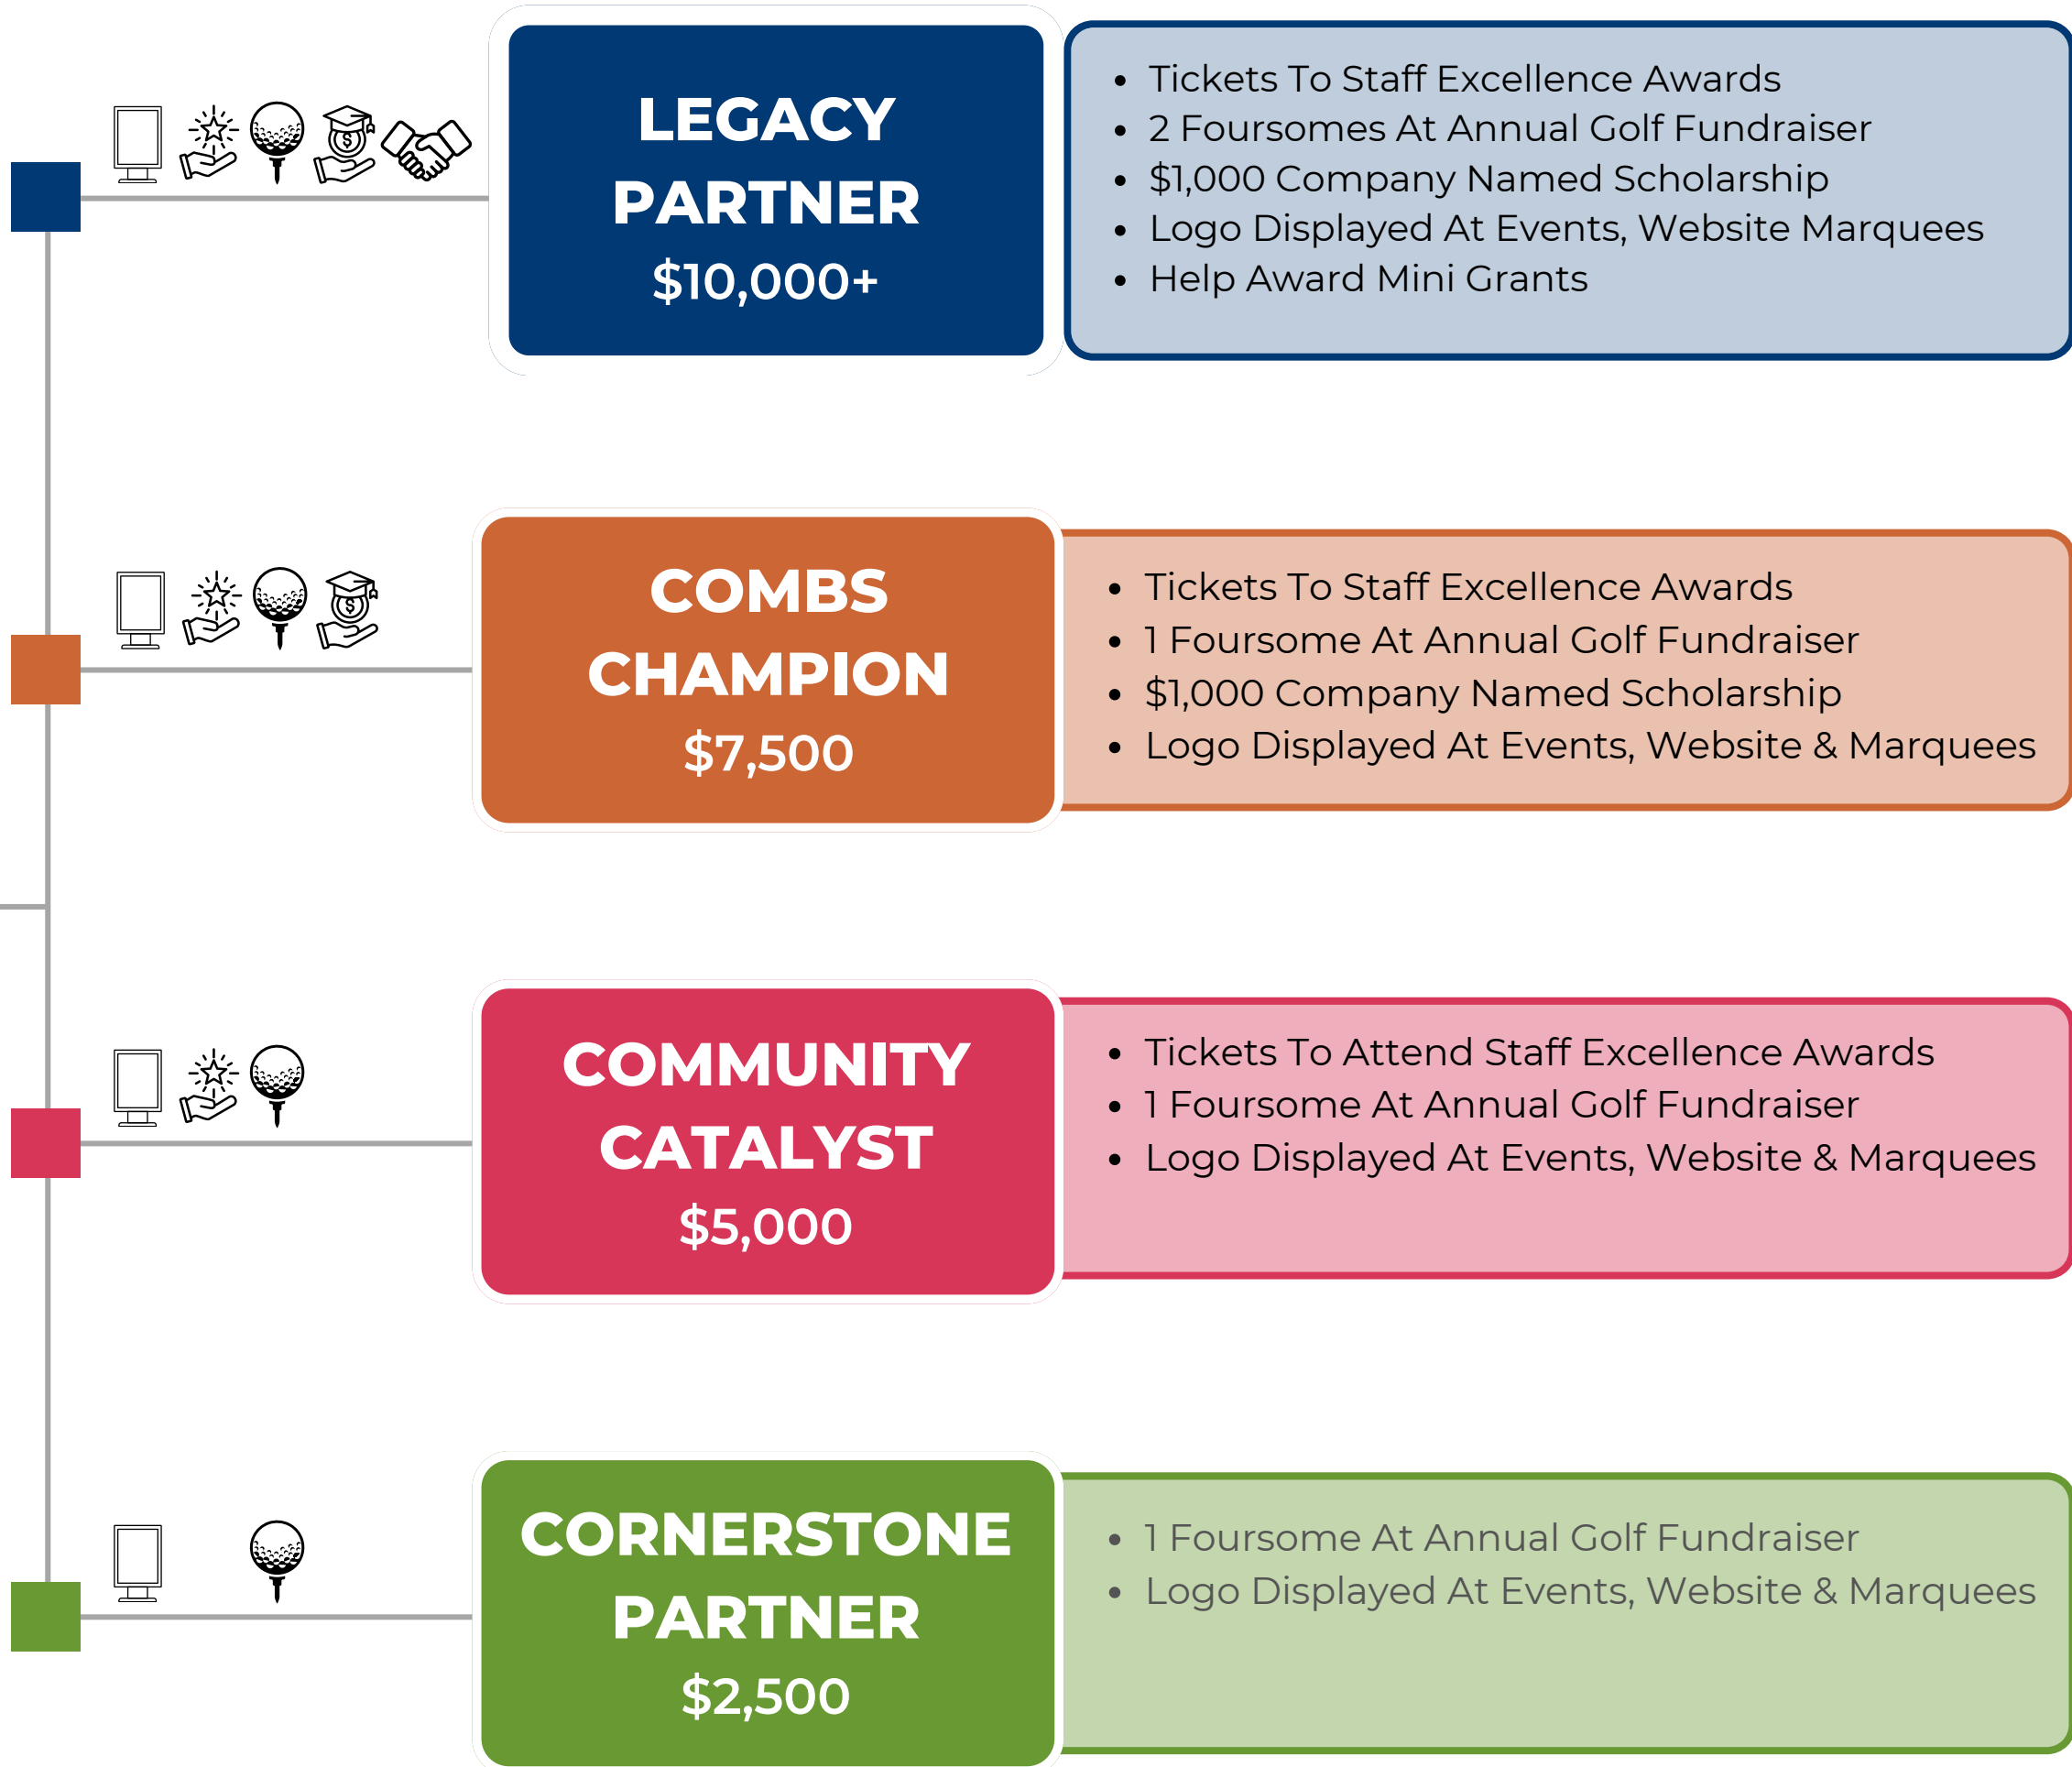 LEGACY
PARTNER
$10,000+
• Tickets To Staff Excellence Awards
• 2 Foursomes At Annual Golf Fundraiser
• $1,000 Company Named Scholarship
• Logo Displayed At Events, Website Marquees
• Help Award Mini Grants
COMBS
CHAMPION
$7,500
• Tickets To Staff Excellence Awards
• 1 Foursome At Annual Golf Fundraiser
• $1,000 Company Named Scholarship
• Logo Displayed At Events, Website & Marquees
COMMUNITY
CATALYST
$5,000
• Tickets To Attend Staff Excellence Awards
• 1 Foursome At Annual Golf Fundraiser
• Logo Displayed At Events, Website & Marquees
CORNERSTONE
PARTNER
$2,500
• 1 Foursome At Annual Golf Fundraiser
• Logo Displayed At Events, Website & Marquees